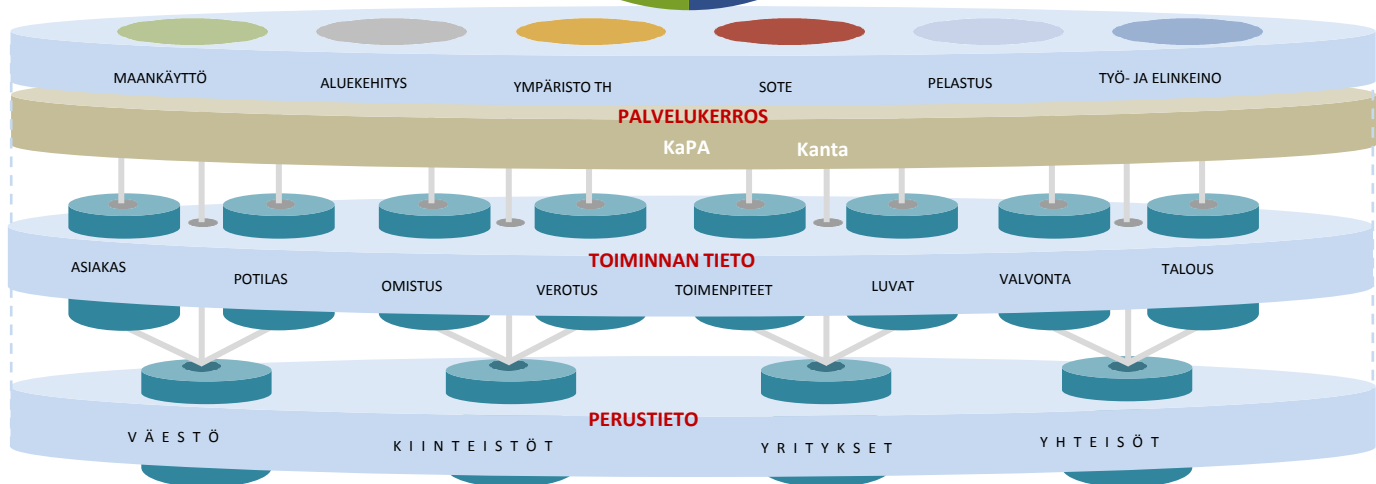 MAANKÄYTTÖ
ALUEKEHITYS
YMPÄRISTO TH
SOTE
PELASTUS
TYÖ- JA ELINKEINO
PALVELUKERROS
KaPA
Kanta
TOIMINNAN TIETO
ASIAKAS
POTILAS
OMISTUS
VEROTUS
TOIMENPITEET
LUVAT
VALVONTA
TALOUS
PERUSTIETO
VÄESTÖ
KIINTEISTÖT
YRITYKSET
YHTEISÖT